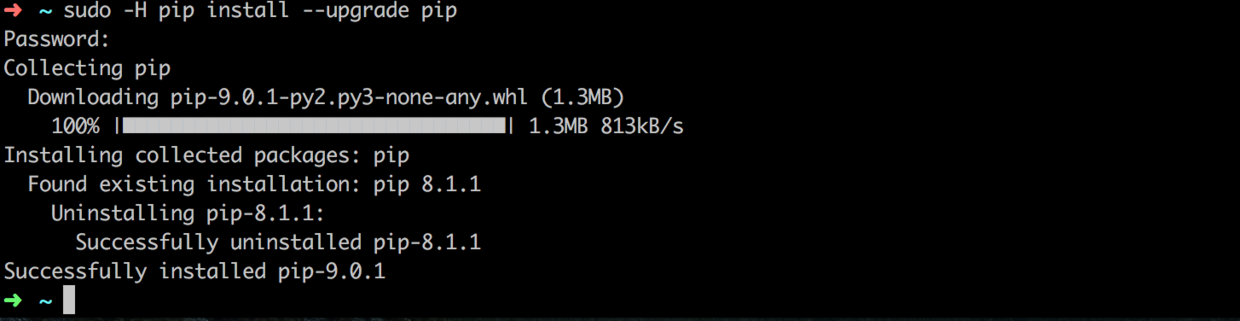 ➜ ~ sudo -H pip install --upgrade pip
Password:
Collecting pip
  Downloading pip-9.0.1-py2.py3-none-any.whl (1.3MB)
    100% |████████████████████████████████| 1.3MB 813kB/s
Installing collected packages: pip
  Found existing installation: pip 8.1.1
    Uninstalling pip-8.1.1:
      Successfully uninstalled pip-8.1.1
Successfully installed pip-9.0.1
➜ ~